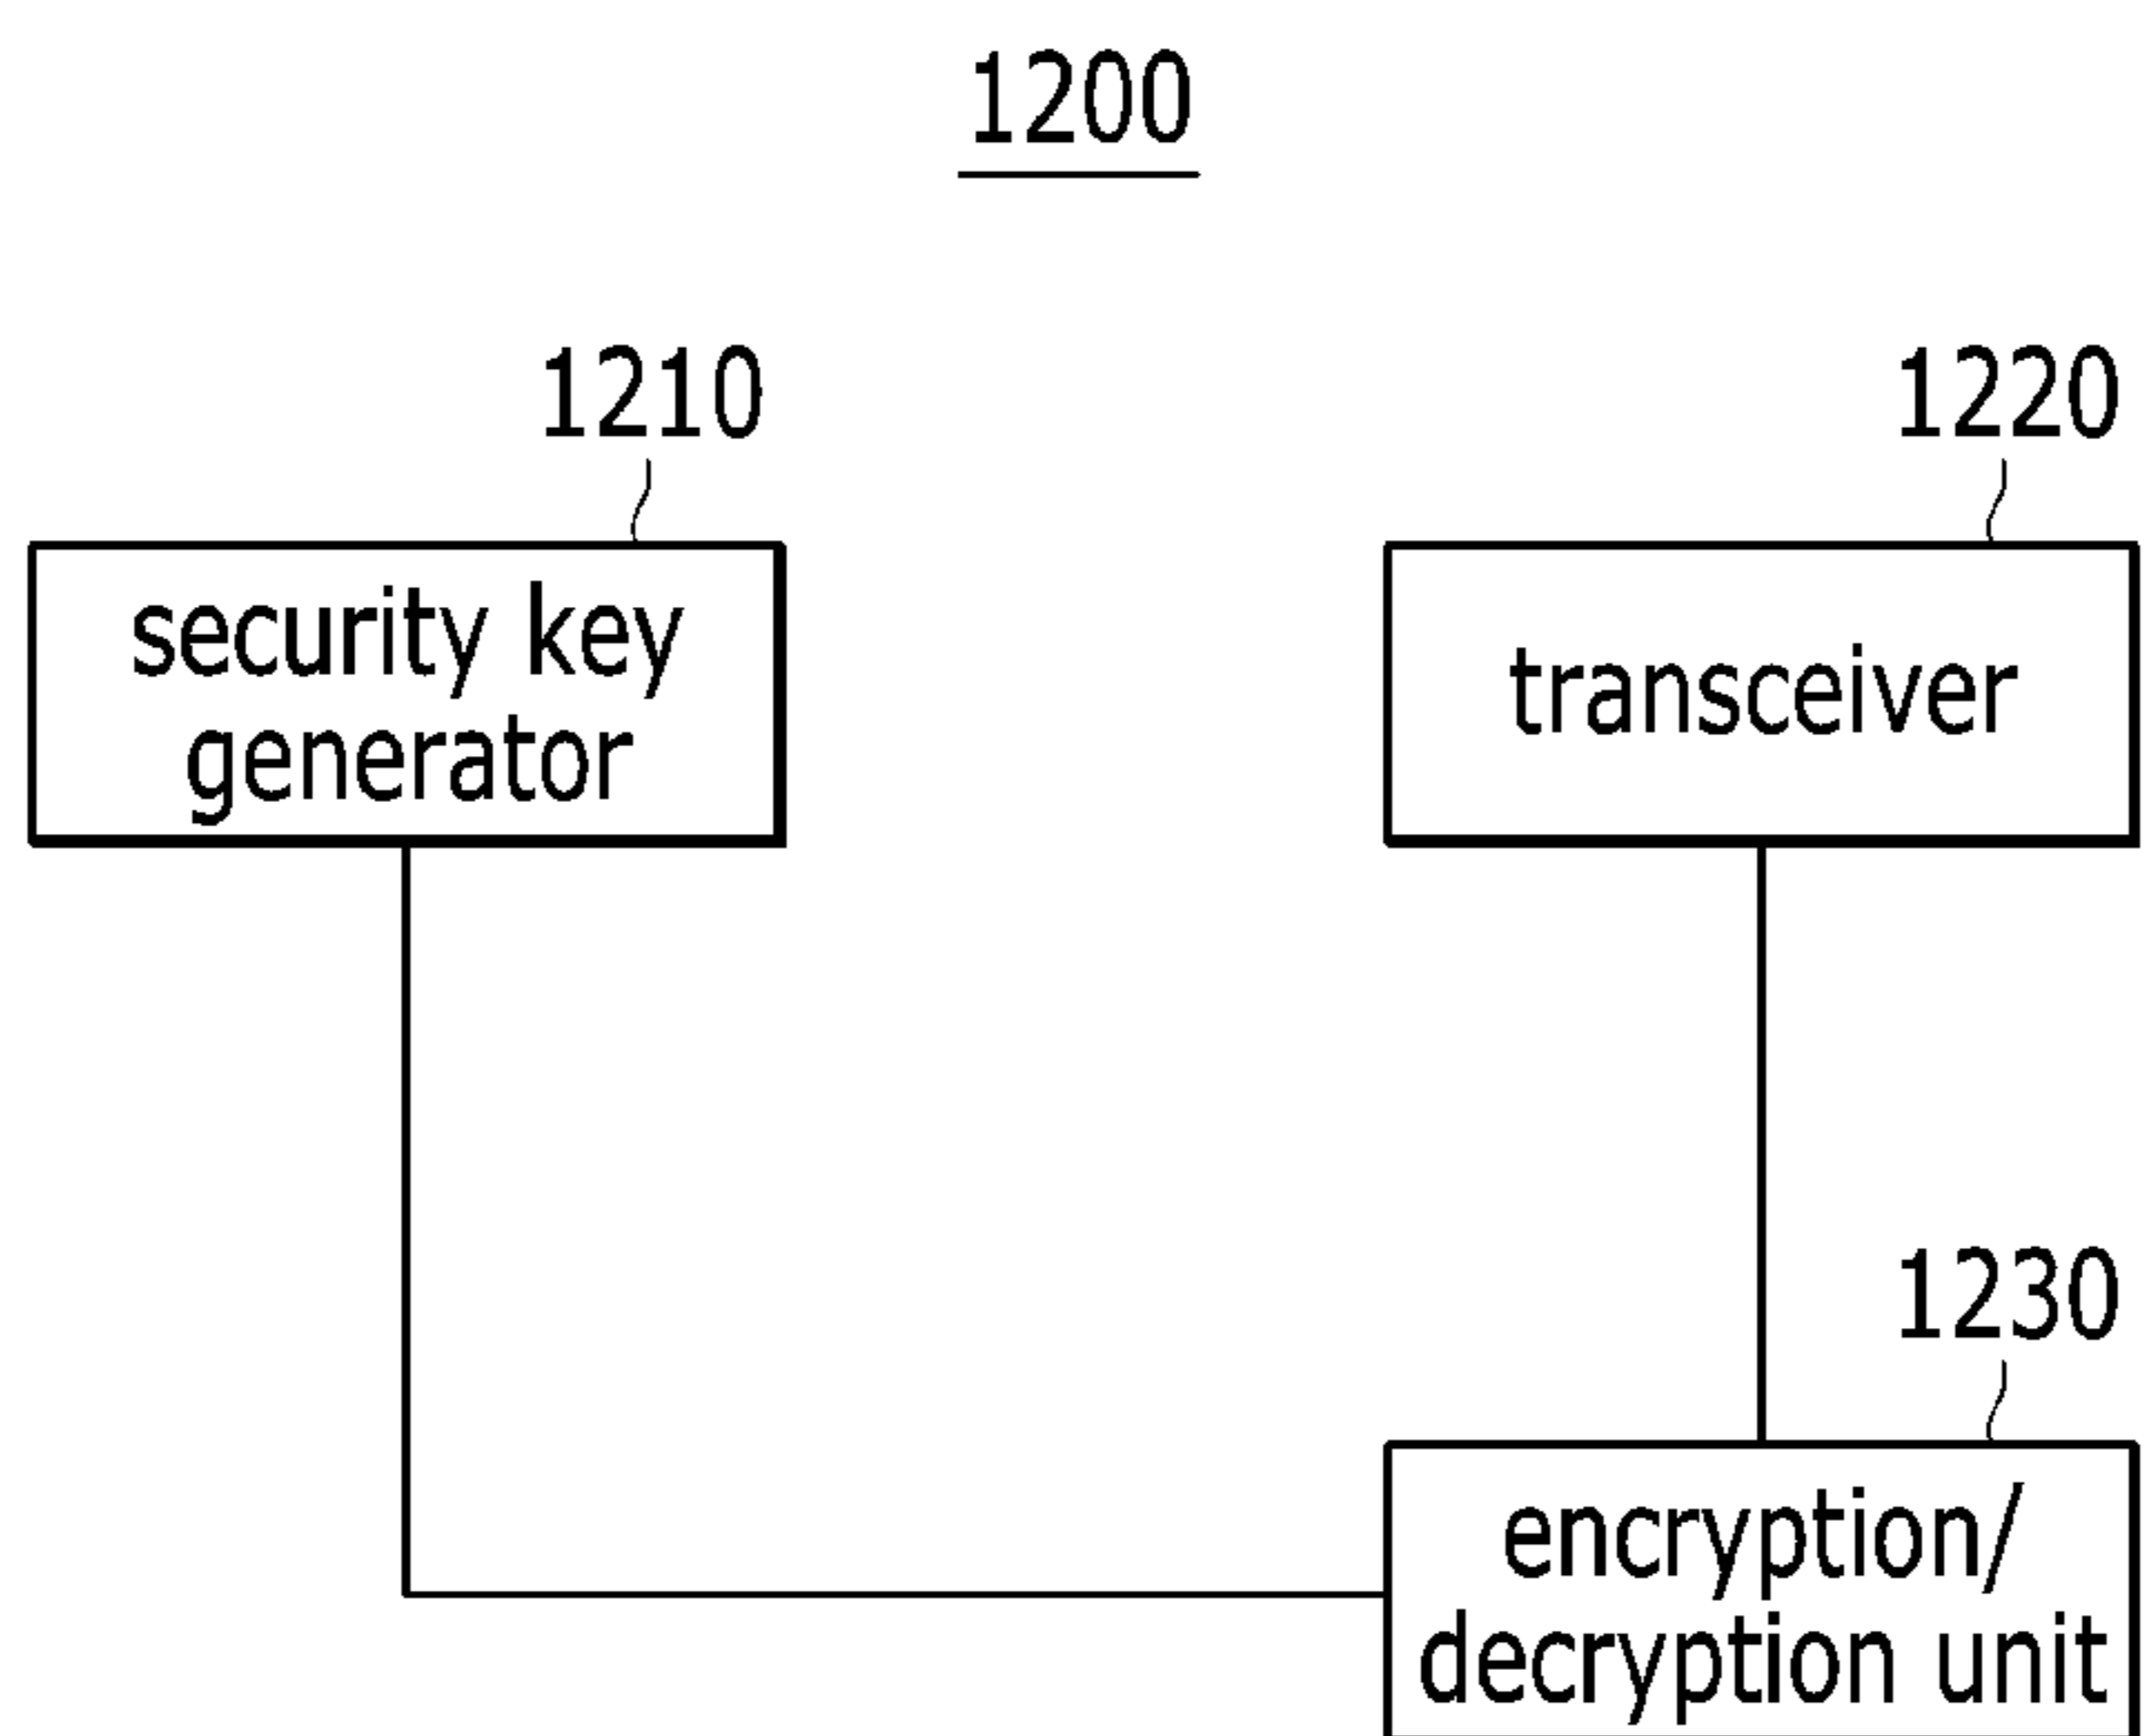 1200
1210
1220
security key
generator
transceiver
1230
encryption/
decryption unit